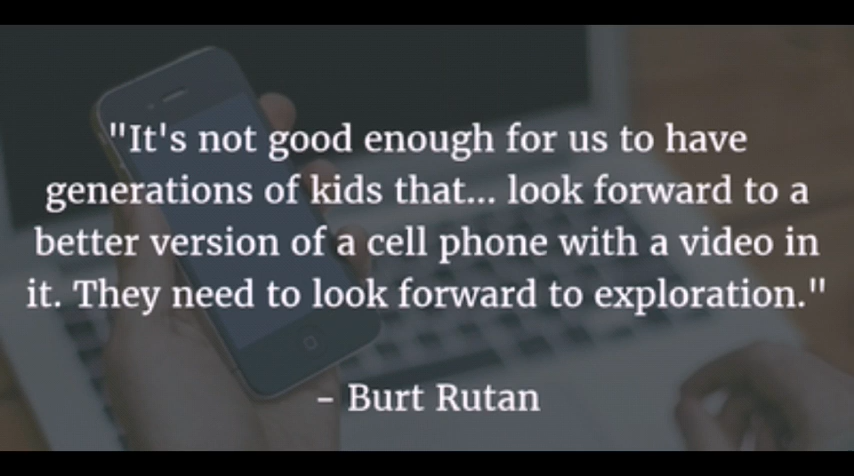 "It's not good enough for us to have
generations of kids that... look forward to a
better version of a cell phone with a video in
it. They need to look forward to exploration."
- Burt Rutan